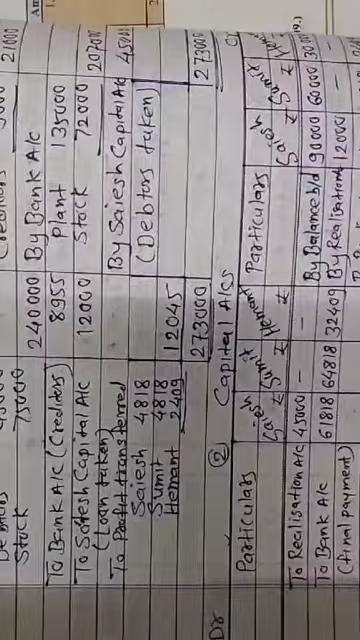 Stock 75000
240000 By Bank A/c
To Bank A/c (Creditors) 8955 Plant 135000
To Saiesh Capital A/c 12000 Stock 72000 207000
(Loan taken)
To Profit transferred By Saiesh Capital A/c 45000
Saiesh 4818 (Debtors taken)
Sumit 4818
Hemant 2409 12045
273000 273000
Dr ② Capital A/cs Cr
Particulars Saiesh Sumit Hemant Particulars Saiesh Sumit
₹ ₹ ₹ ₹ ₹
To Realisation A/c 45000 - - By Balance b/d 90000 60000
To Bank A/c 61818 64818 32409 By Realisation 12000 - -
(final payment)